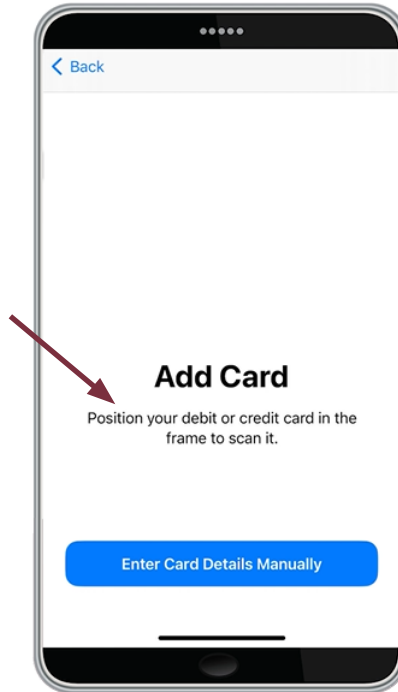 Back
Add Card
Position your debit or credit card in the
frame to scan it.
Enter Card Details Manually